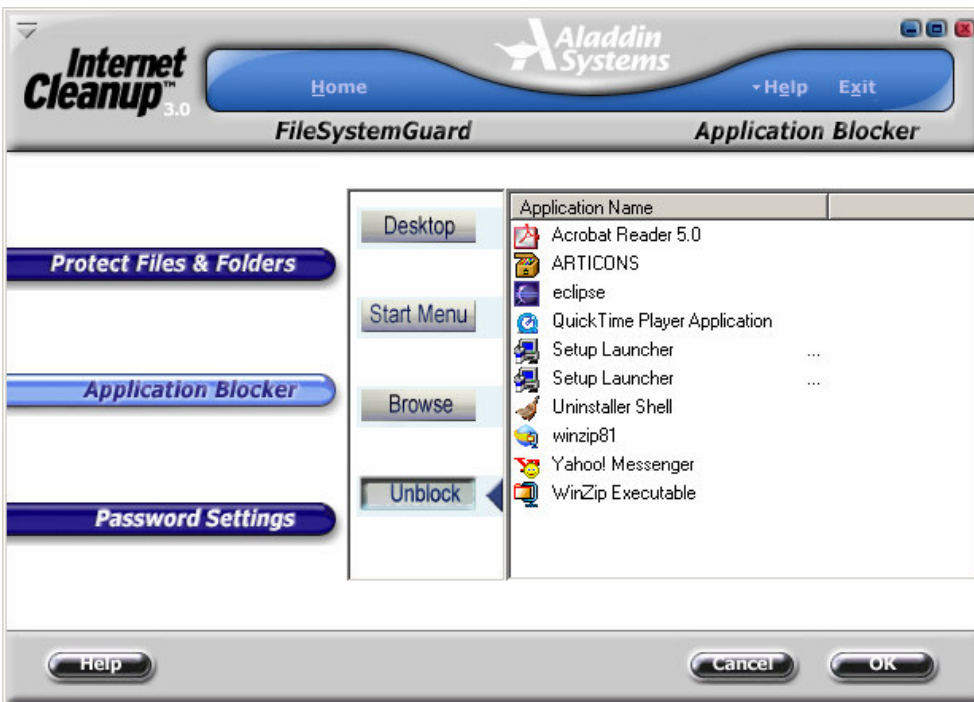 Internet
Cleanup™ 3.0
Aladdin
Systems
Home
Help
Exit
FileSystemGuard
Application Blocker
Protect Files & Folders
Application Blocker
Password Settings
Desktop
Start Menu
Browse
Unblock
Application Name
Acrobat Reader 5.0
ARTICONS
eclipse
QuickTime Player Application
Setup Launcher ...
Setup Launcher ...
Uninstaller Shell
winzip81
Yahoo! Messenger
WinZip Executable
Help
Cancel
OK